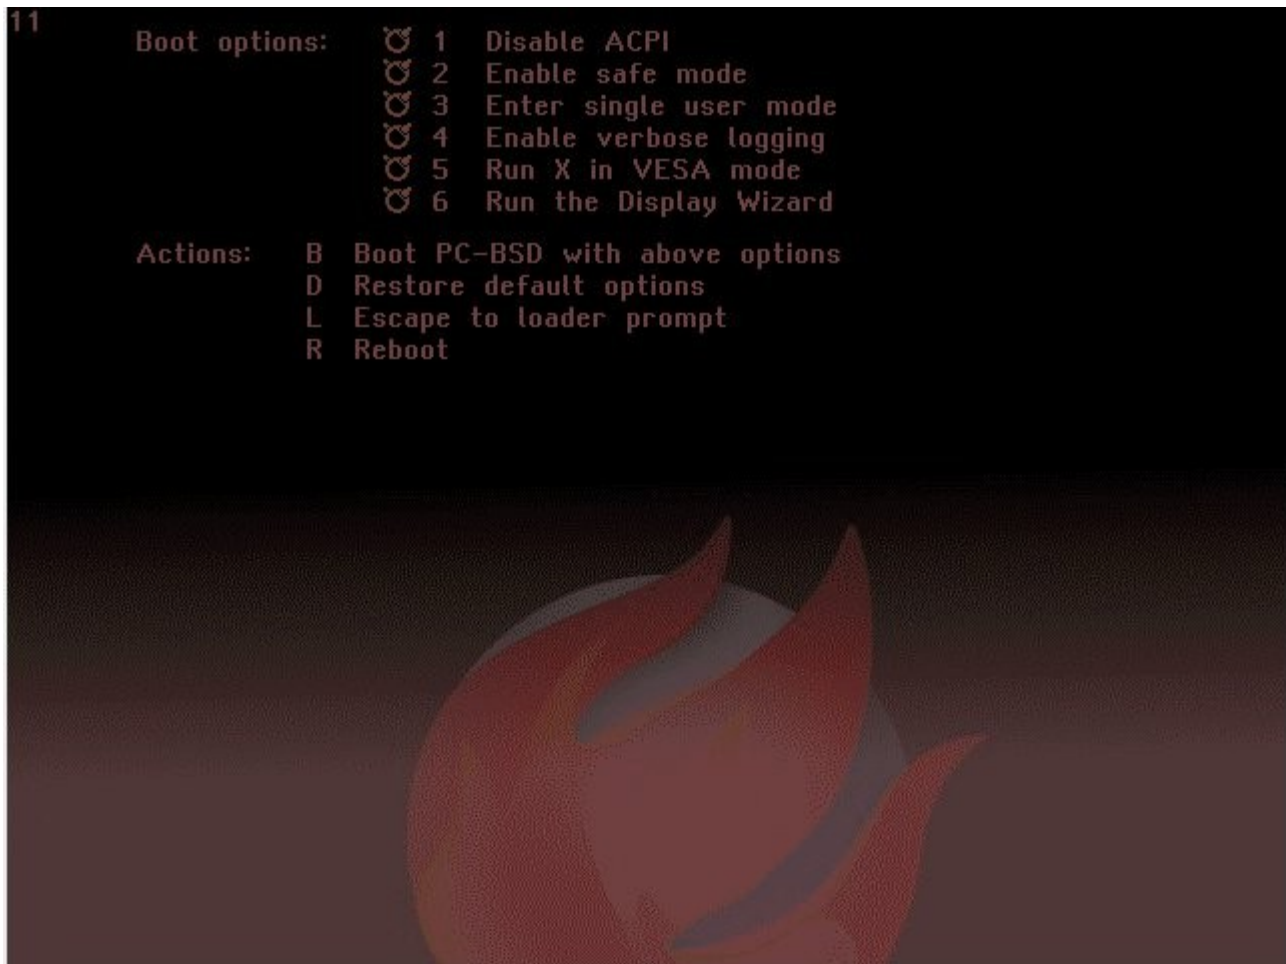 11
Boot options: 1 Disable ACPI
2 Enable safe mode
3 Enter single user mode
4 Enable verbose logging
5 Run X in VESA mode
6 Run the Display Wizard
Actions: B Boot PC-BSD with above options
D Restore default options
L Escape to loader prompt
R Reboot